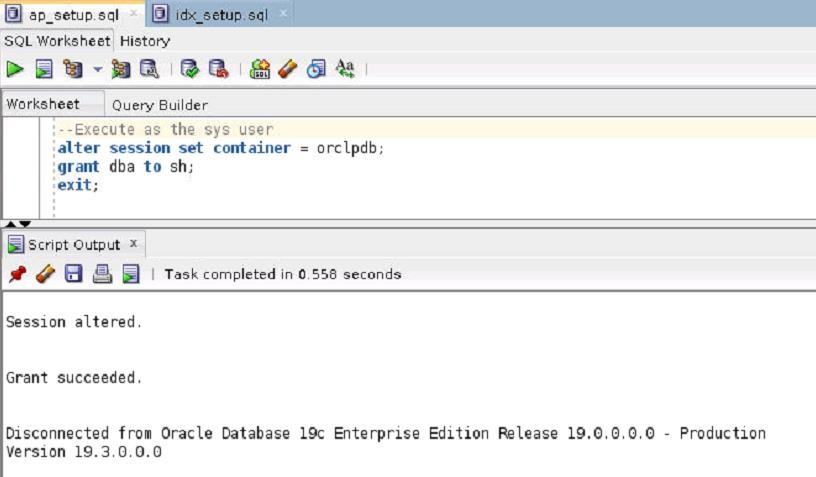 ap_setup.sql idx_setup.sql
SQL Worksheet History
Worksheet Query Builder
--Execute as the sys user
alter session set container = orclpdb;
grant dba to sh;
exit;
Script Output x
Task completed in 0.558 seconds
Session altered.
Grant succeeded.
Disconnected from Oracle Database 19c Enterprise Edition Release 19.0.0.0.0 - Production
Version 19.3.0.0.0